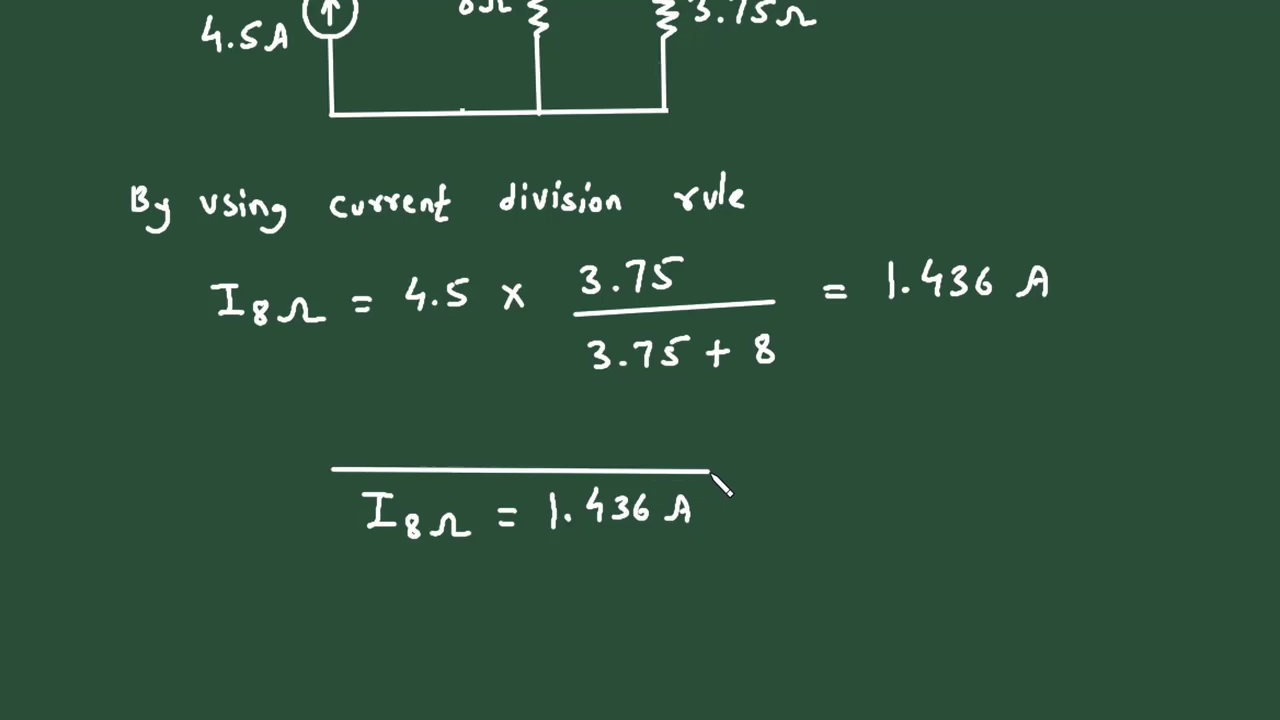 4.5A 8Ω 3.75Ω
By using current division rule
I8Ω = 4.5 × 3.75 / 3.75 + 8 = 1.436 A
I8Ω = 1.436 A